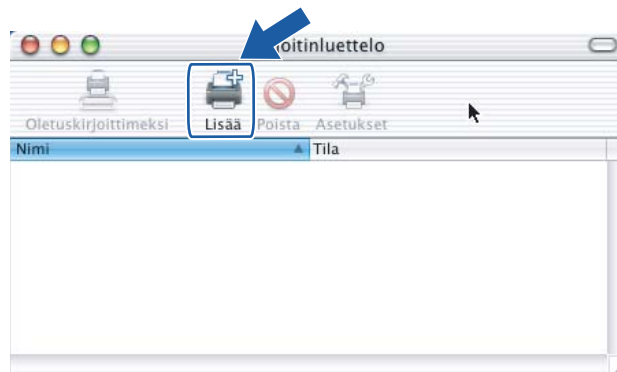 oitinluettelo
Oletuskirjoittimeksi Lisää Poista Asetukset
Nimi Tila